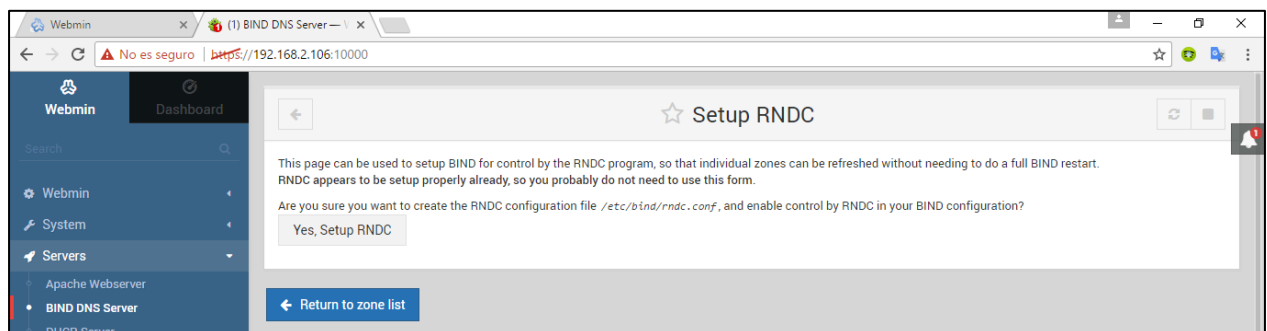 Webmin
(1) BIND DNS Server — \
No es seguro | https://192.168.2.106:10000
Webmin
Dashboard
Search
Webmin
System
Servers
Apache Webserver
BIND DNS Server
DHCP Server
Setup RNDC
1
This page can be used to setup BIND for control by the RNDC program, so that individual zones can be refreshed without needing to do a full BIND restart.
RNDC appears to be setup properly already, so you probably do not need to use this form.
Are you sure you want to create the RNDC configuration file /etc/bind/rndc.conf, and enable control by RNDC in your BIND configuration?
Yes, Setup RNDC
Return to zone list